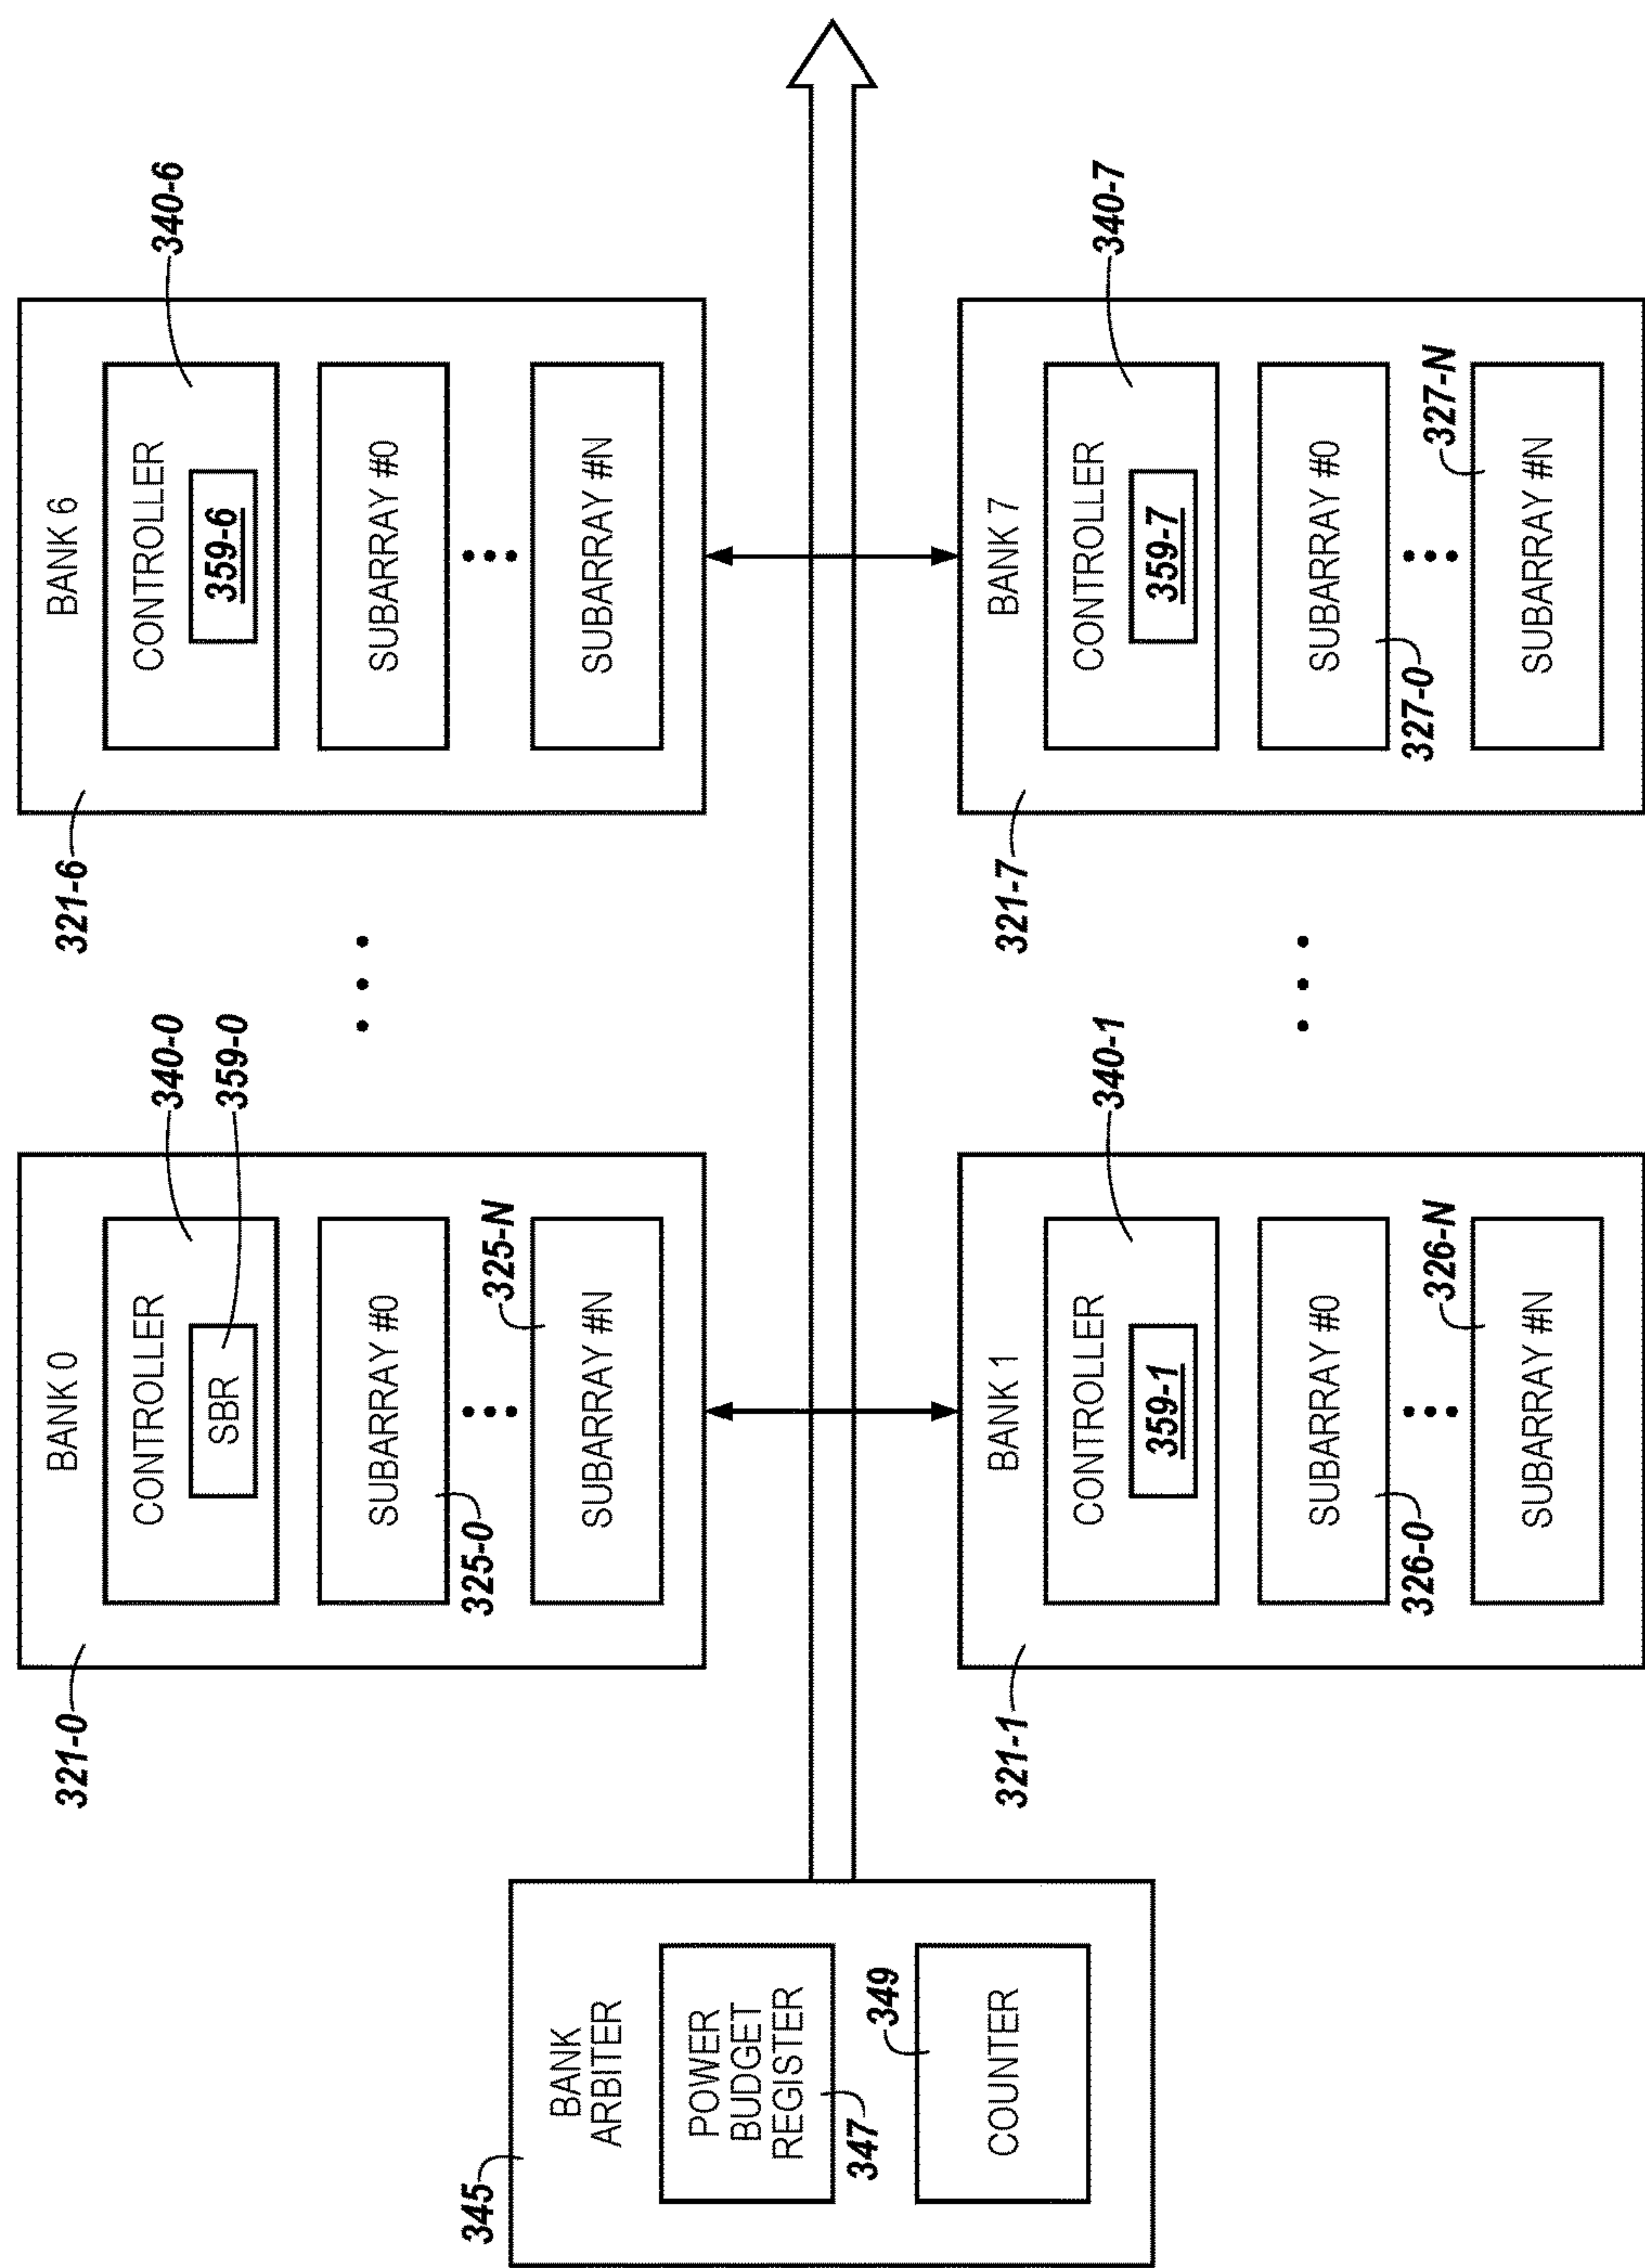 345
BANK
ARBITER
POWER
BUDGET
REGISTER
347
349
COUNTER
321-0
BANK 0
CONTROLLER
SBR
340-0
359-0
SUBARRAY #0
325-0
325-N
SUBARRAY #N
321-6
BANK 6
CONTROLLER
359-6
340-6
SUBARRAY #0
SUBARRAY #N
321-1
BANK 1
CONTROLLER
359-1
340-1
SUBARRAY #0
326-0
326-N
SUBARRAY #N
321-7
BANK 7
CONTROLLER
359-7
340-7
SUBARRAY #0
327-0
327-N
SUBARRAY #N